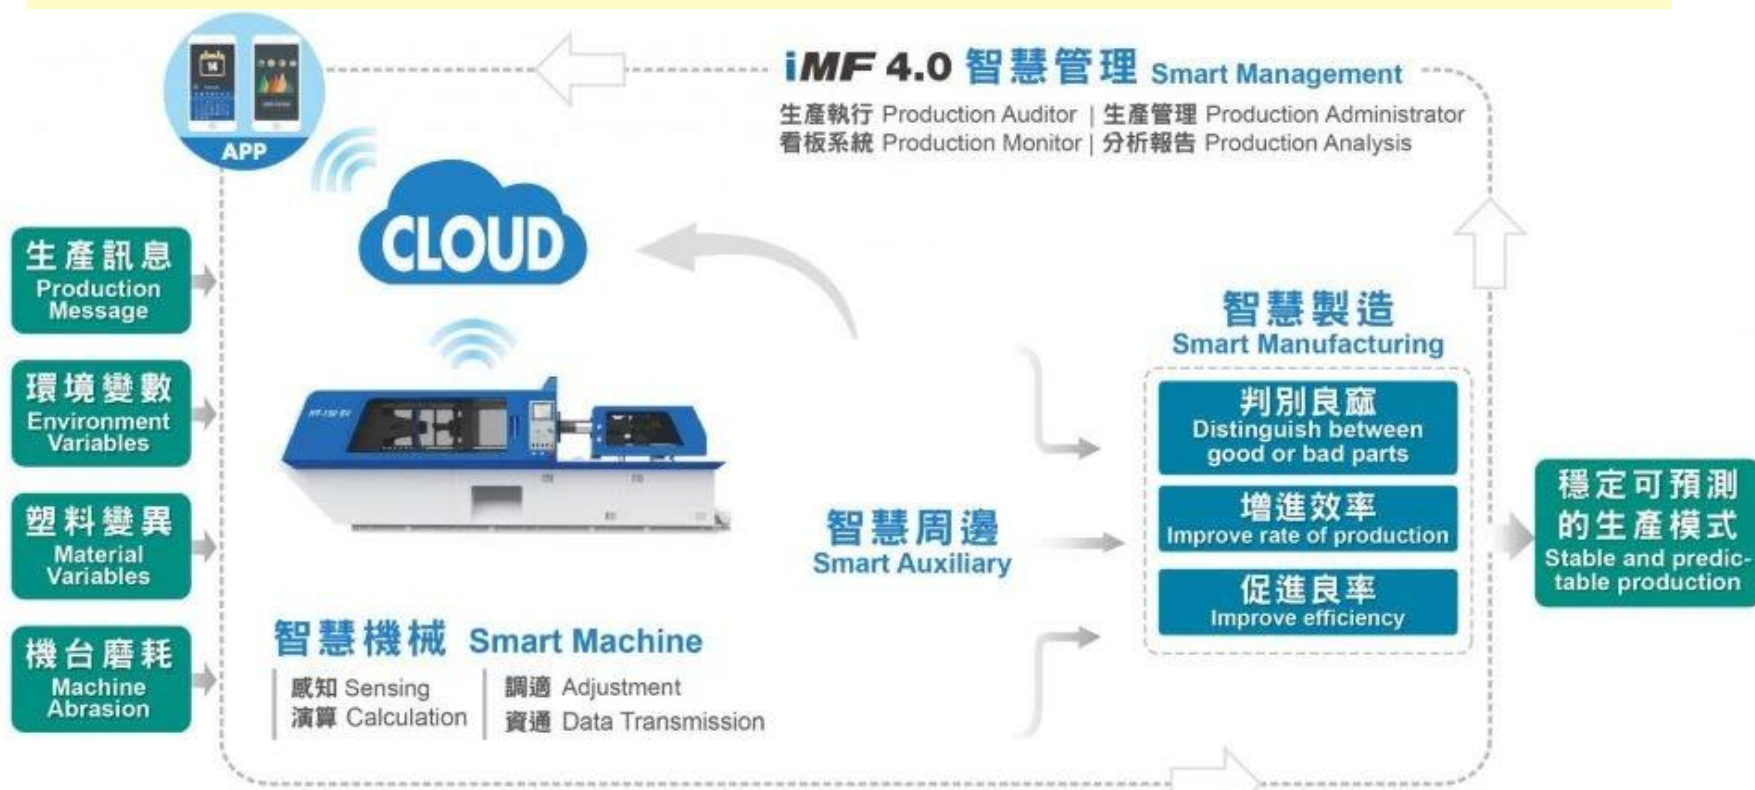 iMF 4.0 智慧管理 Smart Management
生產執行 Production Auditor | 生產管理 Production Administrator
看板系統 Production Monitor | 分析報告 Production Analysis
14
APP
CLOUD
生產訊息
Production
Message
環境變數
Environment
Variables
塑料變異
Material
Variables
機台磨耗
Machine
Abrasion
智慧機械 Smart Machine
感知 Sensing
演算 Calculation
調適 Adjustment
資通 Data Transmission
智慧周邊
Smart Auxiliary
智慧製造
Smart Manufacturing
判別良窳
Distinguish between
good or bad parts
增進效率
Improve rate of production
促進良率
Improve efficiency
穩定可預測
的生產模式
Stable and predic-
table production